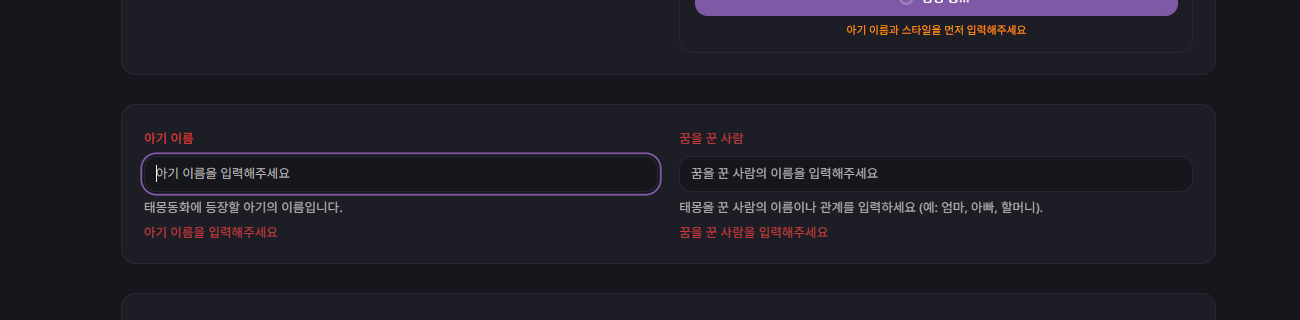 아기 이름과 스타일을 먼저 입력해주세요
아기 이름
꿈을 꾼 사람
아기 이름을 입력해주세요
꿈을 꾼 사람의 이름을 입력해주세요
태몽동화에 등장할 아기의 이름입니다.
태몽을 꾼 사람의 이름이나 관계를 입력하세요 (예: 엄마, 아빠, 할머니).
아기 이름을 입력해주세요
꿈을 꾼 사람을 입력해주세요